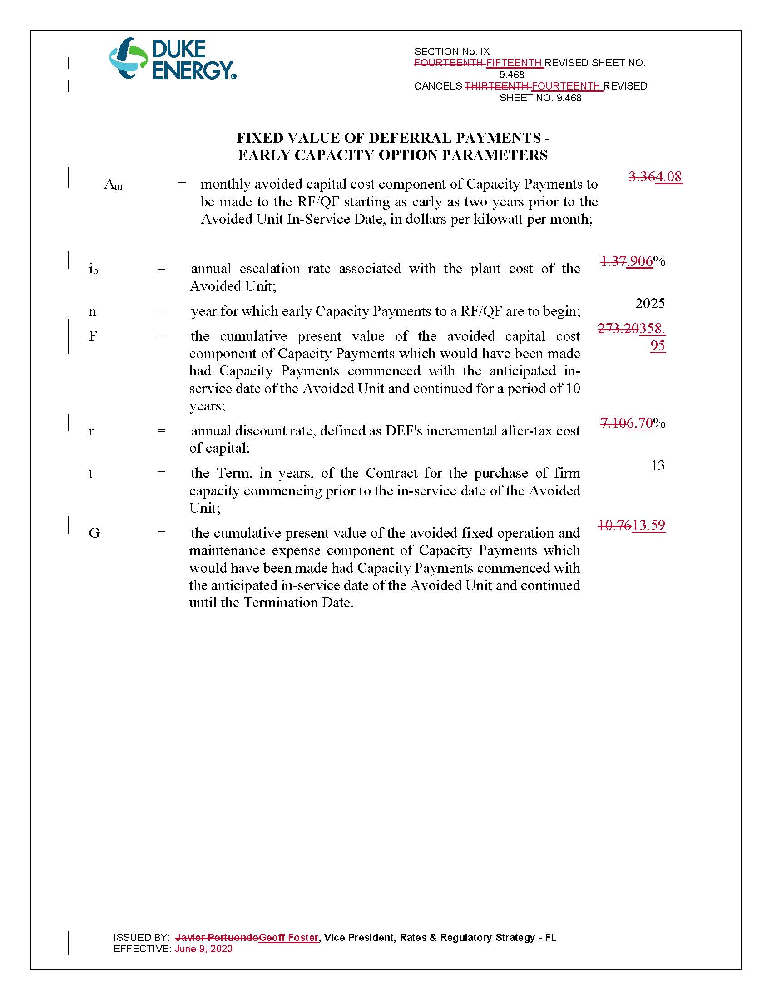 DUKE
ENERGY®
SECTION No. IX
FOURTEENTH FIFTEENTH REVISED SHEET NO.
9.468
CANCELS THIRTEENTH FOURTEENTH REVISED
SHEET NO. 9.468
FIXED VALUE OF DEFERRAL PAYMENTS -
EARLY CAPACITY OPTION PARAMETERS
Am = monthly avoided capital cost component of Capacity Payments to 3.364.08
be made to the RF/QF starting as early as two years prior to the
Avoided Unit In-Service Date, in dollars per kilowatt per month;
ip = annual escalation rate associated with the plant cost of the 1.37.906%
Avoided Unit;
n = year for which early Capacity Payments to a RF/QF are to begin; 2025
F = the cumulative present value of the avoided capital cost 273.20358.
component of Capacity Payments which would have been made 95
had Capacity Payments commenced with the anticipated in-
service date of the Avoided Unit and continued for a period of 10
years;
r = annual discount rate, defined as DEF's incremental after-tax cost 7.106.70%
of capital;
t = the Term, in years, of the Contract for the purchase of firm 13
capacity commencing prior to the in-service date of the Avoided
Unit;
G = the cumulative present value of the avoided fixed operation and 10.7613.59
maintenance expense component of Capacity Payments which
would have been made had Capacity Payments commenced with
the anticipated in-service date of the Avoided Unit and continued
until the Termination Date.
ISSUED BY: Javier PortuondoGeoff Foster, Vice President, Rates & Regulatory Strategy - FL
EFFECTIVE: June 9, 2020